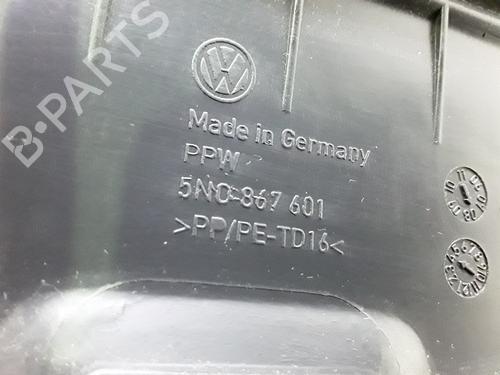 B-PARTS
Made in Germany
PPW
5N0-867 601
>PP/PE-TD16<